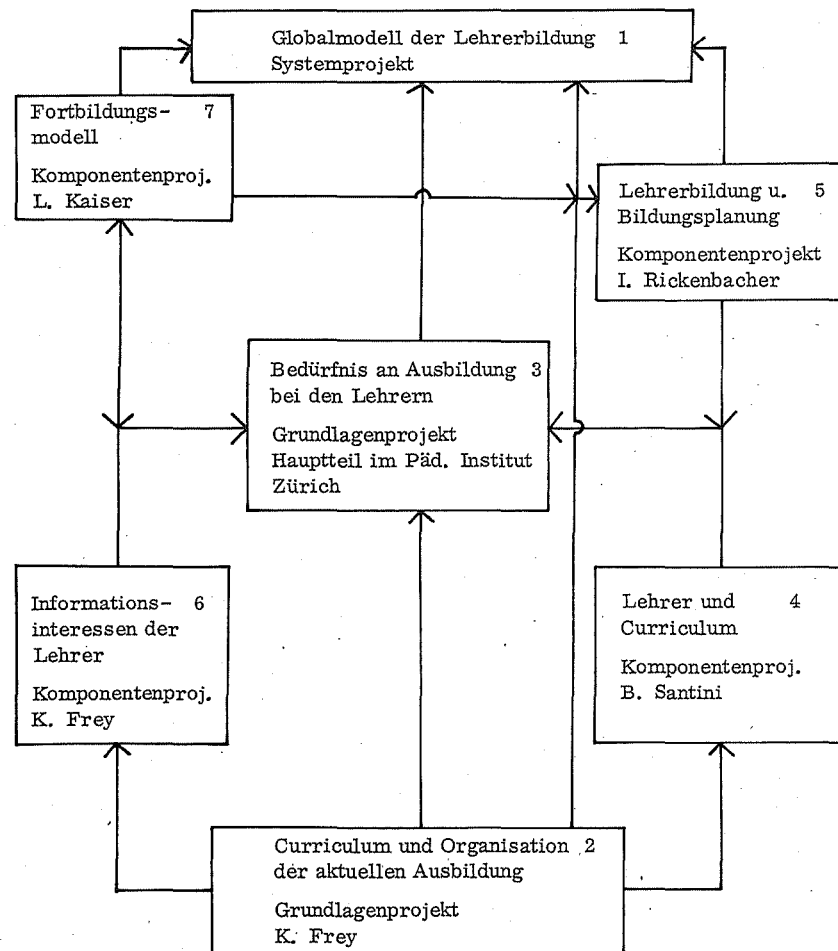 Globalmodell der Lehrerbildung 1
Systemprojekt
Fortbildungs- 7
modell
Komponentenproj.
L. Kaiser
Lehrerbildung u. 5
Bildungsplanung
Komponentenprojekt
I. Rickenbacher
Bedürfnis an Ausbildung 3
bei den Lehrern
Grundlagenprojekt
Hauptteil im Päd. Institut
Zürich
Informations- 6
interessen der
Lehrer
Komponentenproj.
K. Frey
Lehrer und 4
Curriculum
Komponentenproj.
B. Santini
Curriculum und Organisation 2
der aktuellen Ausbildung
Grundlagenprojekt
K. Frey